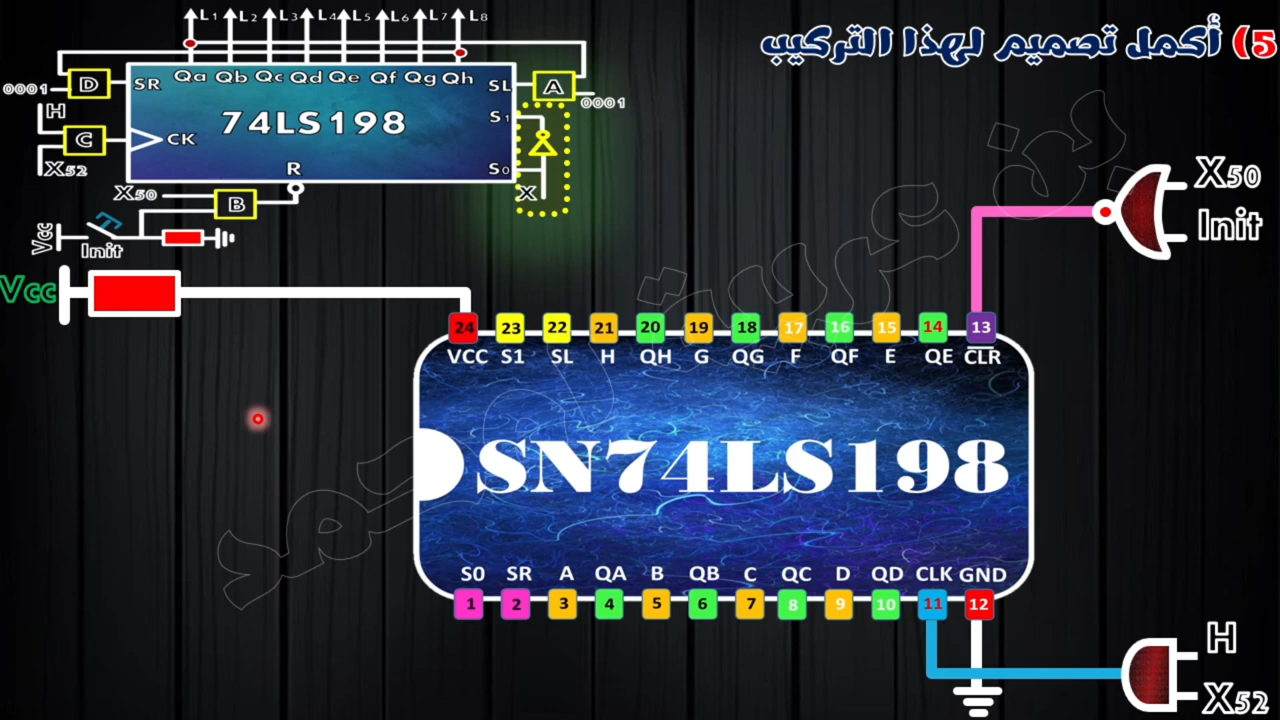 5) أكمل تصميم لهذا التركيب
L1 L2 L3 L4 L5 L6 L7 L8
D SR Qa Qb Qc Qd Qe Qf Qg Qh SL A
0001 0001
H S1
74LS198
C CK
X52 R S0
X50 B X
Vcc Init
Vcc
X50
Init
24 23 22 21 20 19 18 17 16 15 14 13
VCC S1 SL H QH G QG F QF E QE CLR
SN74LS198
S0 SR A QA B QB C QC D QD CLK GND
1 2 3 4 5 6 7 8 9 10 11 12
H
X52